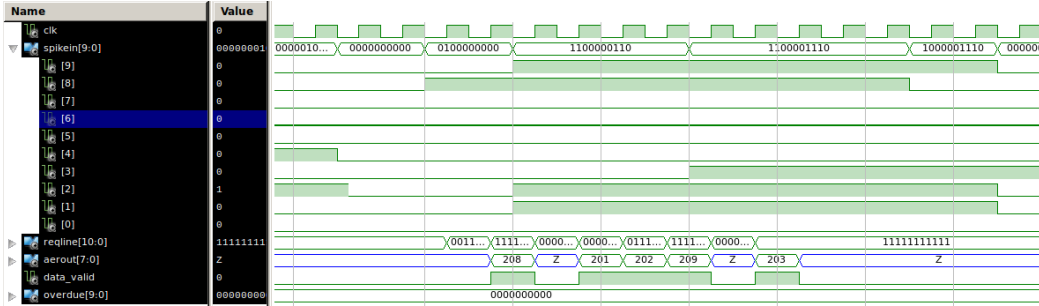 Name Value
clk 0
spikein[9:0] 00000001 0000010... 0000000000 0100000000 1100000110 1100001110 1000001110 00000
[9] 0
[8] 0
[7] 0
[6] 0
[5] 0
[4] 0
[3] 0
[2] 1
[1] 0
[0] 0
reqline[10:0] 11111111 0011... 1111... 0000... 0000... 0111... 1111... 0000... 11111111111
aerout[7:0] Z 208 Z 201 202 209 Z 203 Z
data_valid 0
overdue[9:0] 00000000 0000000000